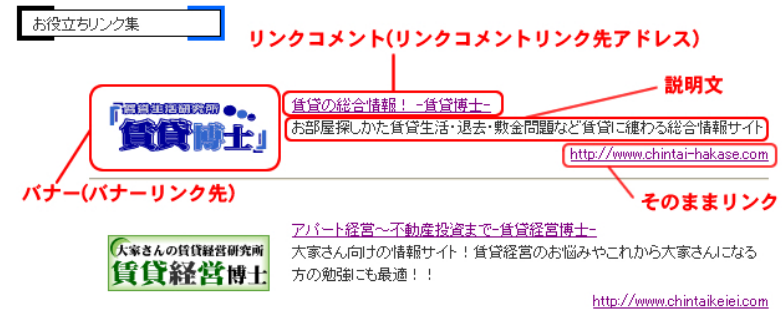 お役立ちリンク集
リンクコメント(リンクコメントリンク先アドレス)
説明文
『賃貸生活研究所
賃貸博士』
賃貸の総合情報! -賃貸博士-
お部屋探しかた賃貸生活・退去・敷金問題など賃貸に纏わる総合情報サイト
http://www.chintai-hakase.com
バナー(バナーリンク先)
そのままリンク
大家さんの賃貸経営研究所
賃貸経営博士
アパート経営～不動産投資まで-賃貸経営博士-
大家さん向けの情報サイト!賃貸経営のお悩みやこれから大家さんになる
方の勉強にも最適!!
http://www.chintaikeiei.com